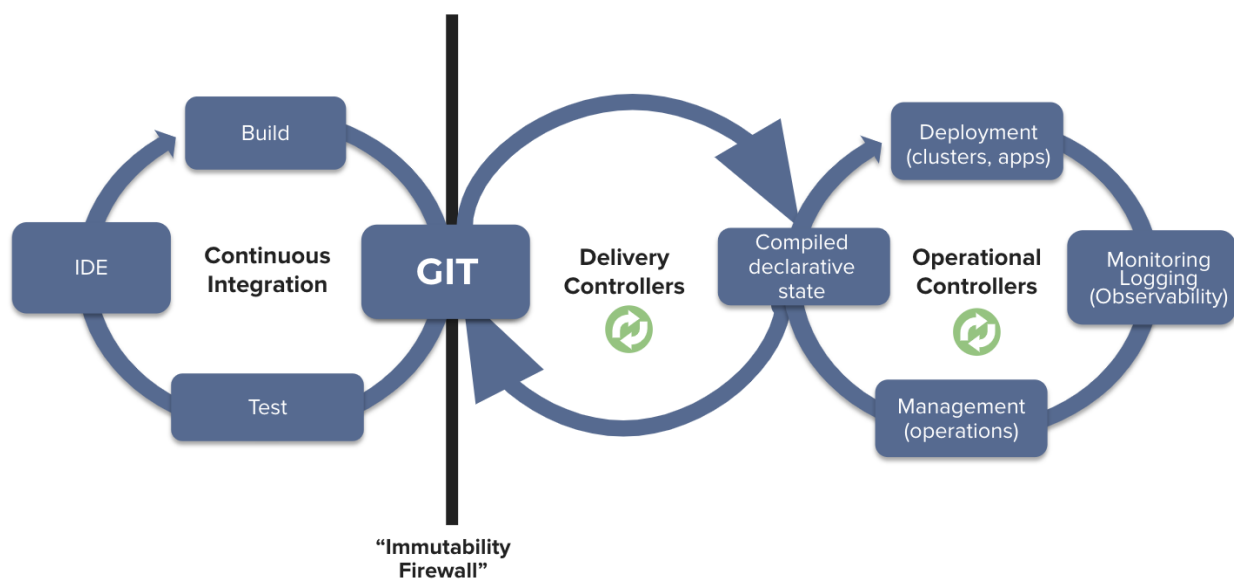 Build
IDE
Continuous
Integration
GIT
Test
“Immutability
Firewall”
Delivery
Controllers
Compiled
declarative
state
Operational
Controllers
Deployment
(clusters, apps)
Monitoring
Logging
(Observability)
Management
(operations)